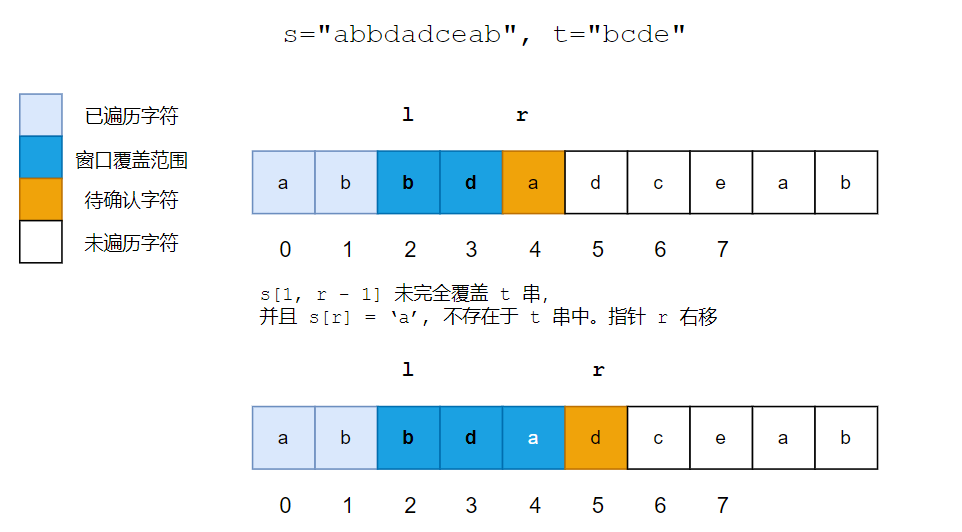 s="abbdadceab", t="bcde"
已遍历字符
窗口覆盖范围
待确认字符
未遍历字符
l r
a b b d a d c e a b
0 1 2 3 4 5 6 7
s[l, r - 1] 未完全覆盖 t 串,
并且 s[r] = ‘a’, 不存在于 t 串中。指针 r 右移
l r
a b b d a d c e a b
0 1 2 3 4 5 6 7